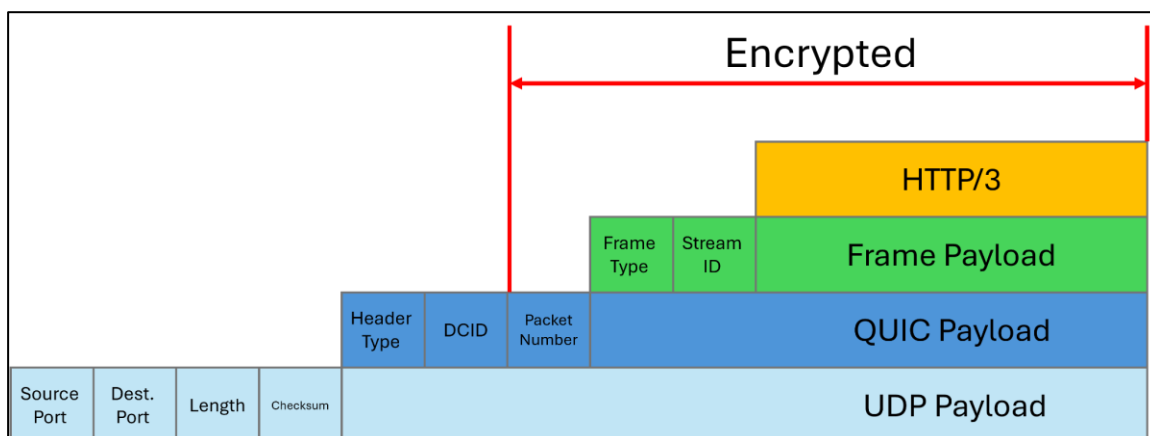 Encrypted
HTTP/3
Frame
Type
Stream
ID
Frame Payload
Header
Type
DCID
Packet
Number
QUIC Payload
Source
Port
Dest.
Port
Length
Checksum
UDP Payload